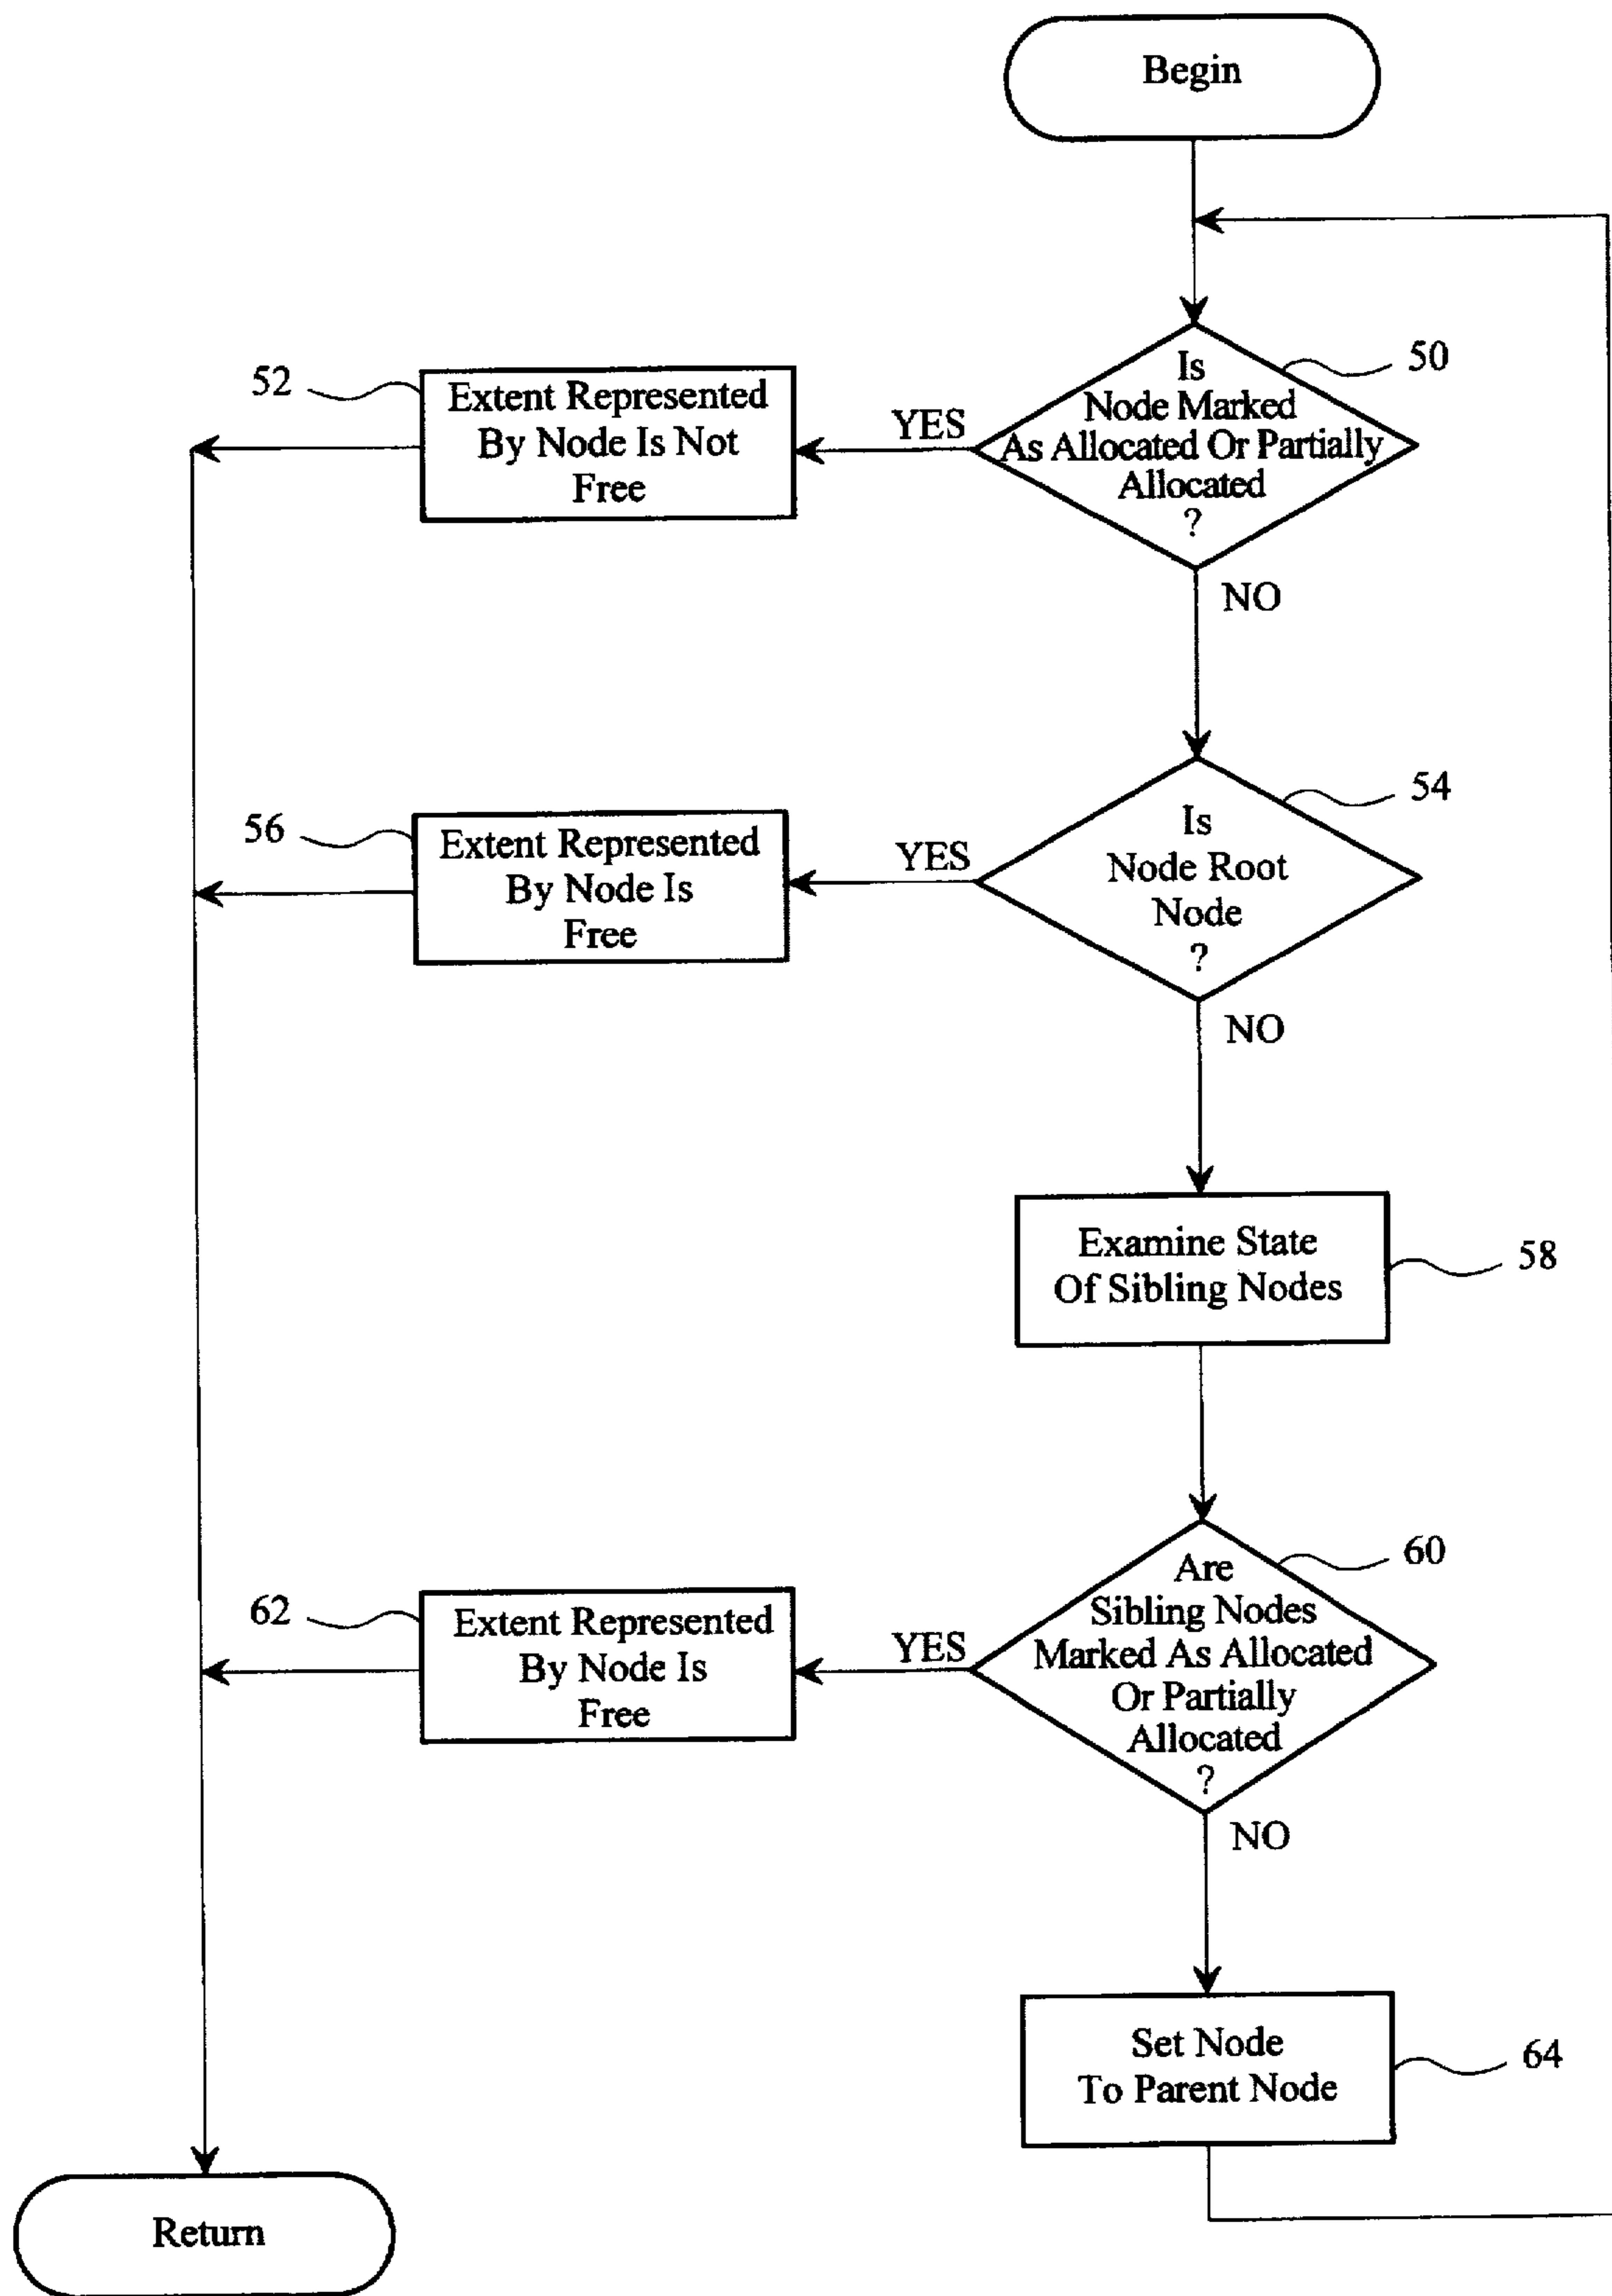 Begin
50
Is
Node Marked
As Allocated Or Partially
Allocated
?
YES
52
Extent Represented
By Node Is Not
Free
NO
54
Is
Node Root
Node
?
YES
56
Extent Represented
By Node Is
Free
NO
Examine State
Of Sibling Nodes
58
60
Are
Sibling Nodes
Marked As Allocated
Or Partially
Allocated
?
YES
62
Extent Represented
By Node Is
Free
NO
Set Node
To Parent Node
64
Return